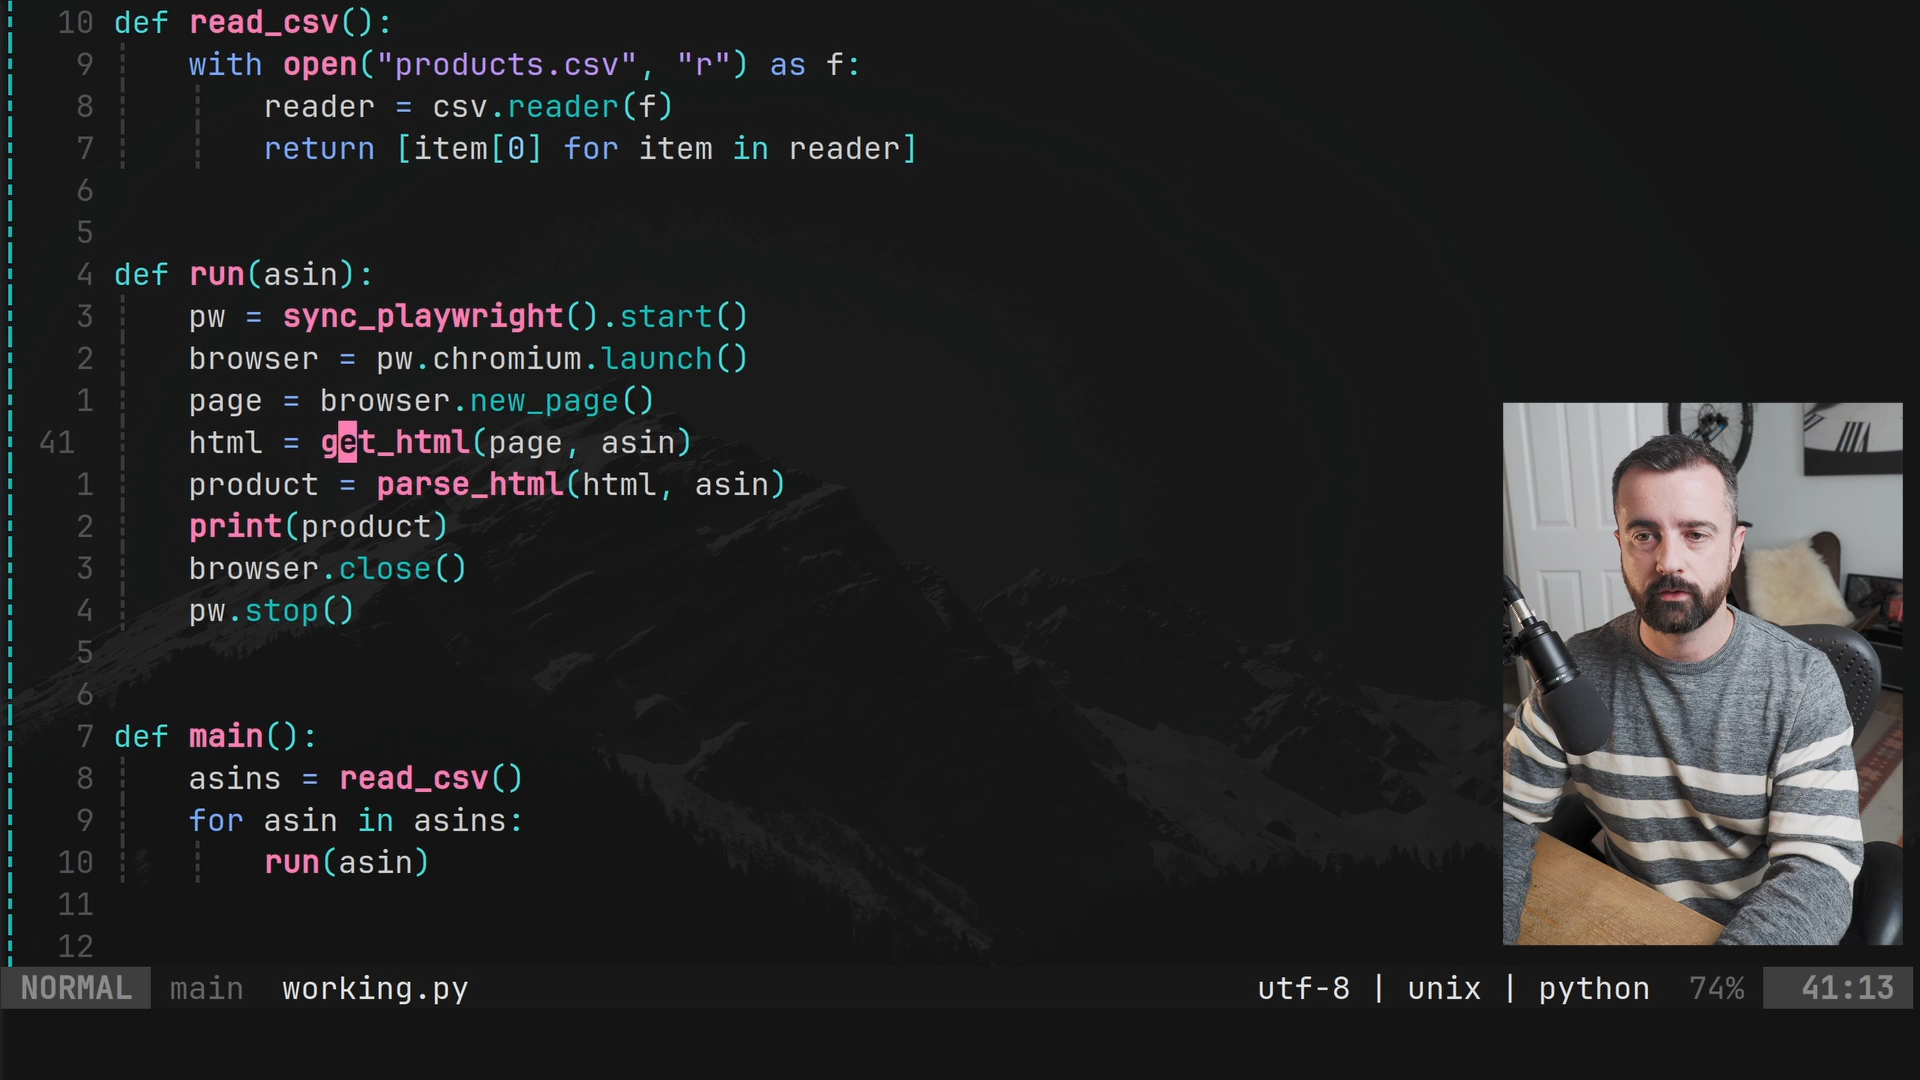 10 def read_csv():
9 with open("products.csv", "r") as f:
8 reader = csv.reader(f)
7 return [item[0] for item in reader]
6
5
4 def run(asin):
3 pw = sync_playwright().start()
2 browser = pw.chromium.launch()
1 page = browser.new_page()
41 html = get_html(page, asin)
1 product = parse_html(html, asin)
2 print(product)
3 browser.close()
4 pw.stop()
5
6
7 def main():
8 asins = read_csv()
9 for asin in asins:
10 run(asin)
11
12
NORMAL main working.py utf-8 | unix | python 74% 41:13